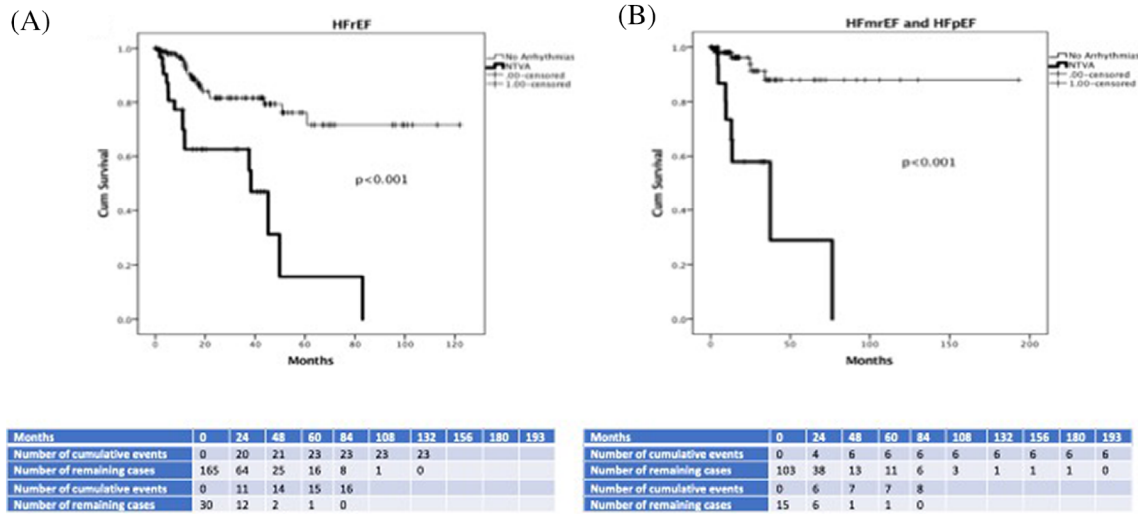 (A)
HFrEF
No Arrhythmias
NTVA
.00-censored
1.00-censored
1.0
0.8
0.6
0.4
0.2
0.0
Cum Survival
p<0.001
0 20 40 60 80 100 120
Months
(B)
HFmrEF and HFpEF
No Arrhythmias
NTVA
.00-censored
1.00-censored
1.0
0.8
0.6
0.4
0.2
0.0
Cum Survival
p<0.001
0 50 100 150 200
Months
Months 0 24 48 60 84 108 132 156 180 193
Number of cumulative events 0 20 21 23 23 23 23
Number of remaining cases 165 64 25 16 8 1 0
Number of cumulative events 0 11 14 15 16
Number of remaining cases 30 12 2 1 0
Months 0 24 48 60 84 108 132 156 180 193
Number of cumulative events 0 4 6 6 6 6 6 6 6 6
Number of remaining cases 103 38 13 11 6 3 1 1 1 0
Number of cumulative events 0 6 7 7 8
Number of remaining cases 15 6 1 1 0